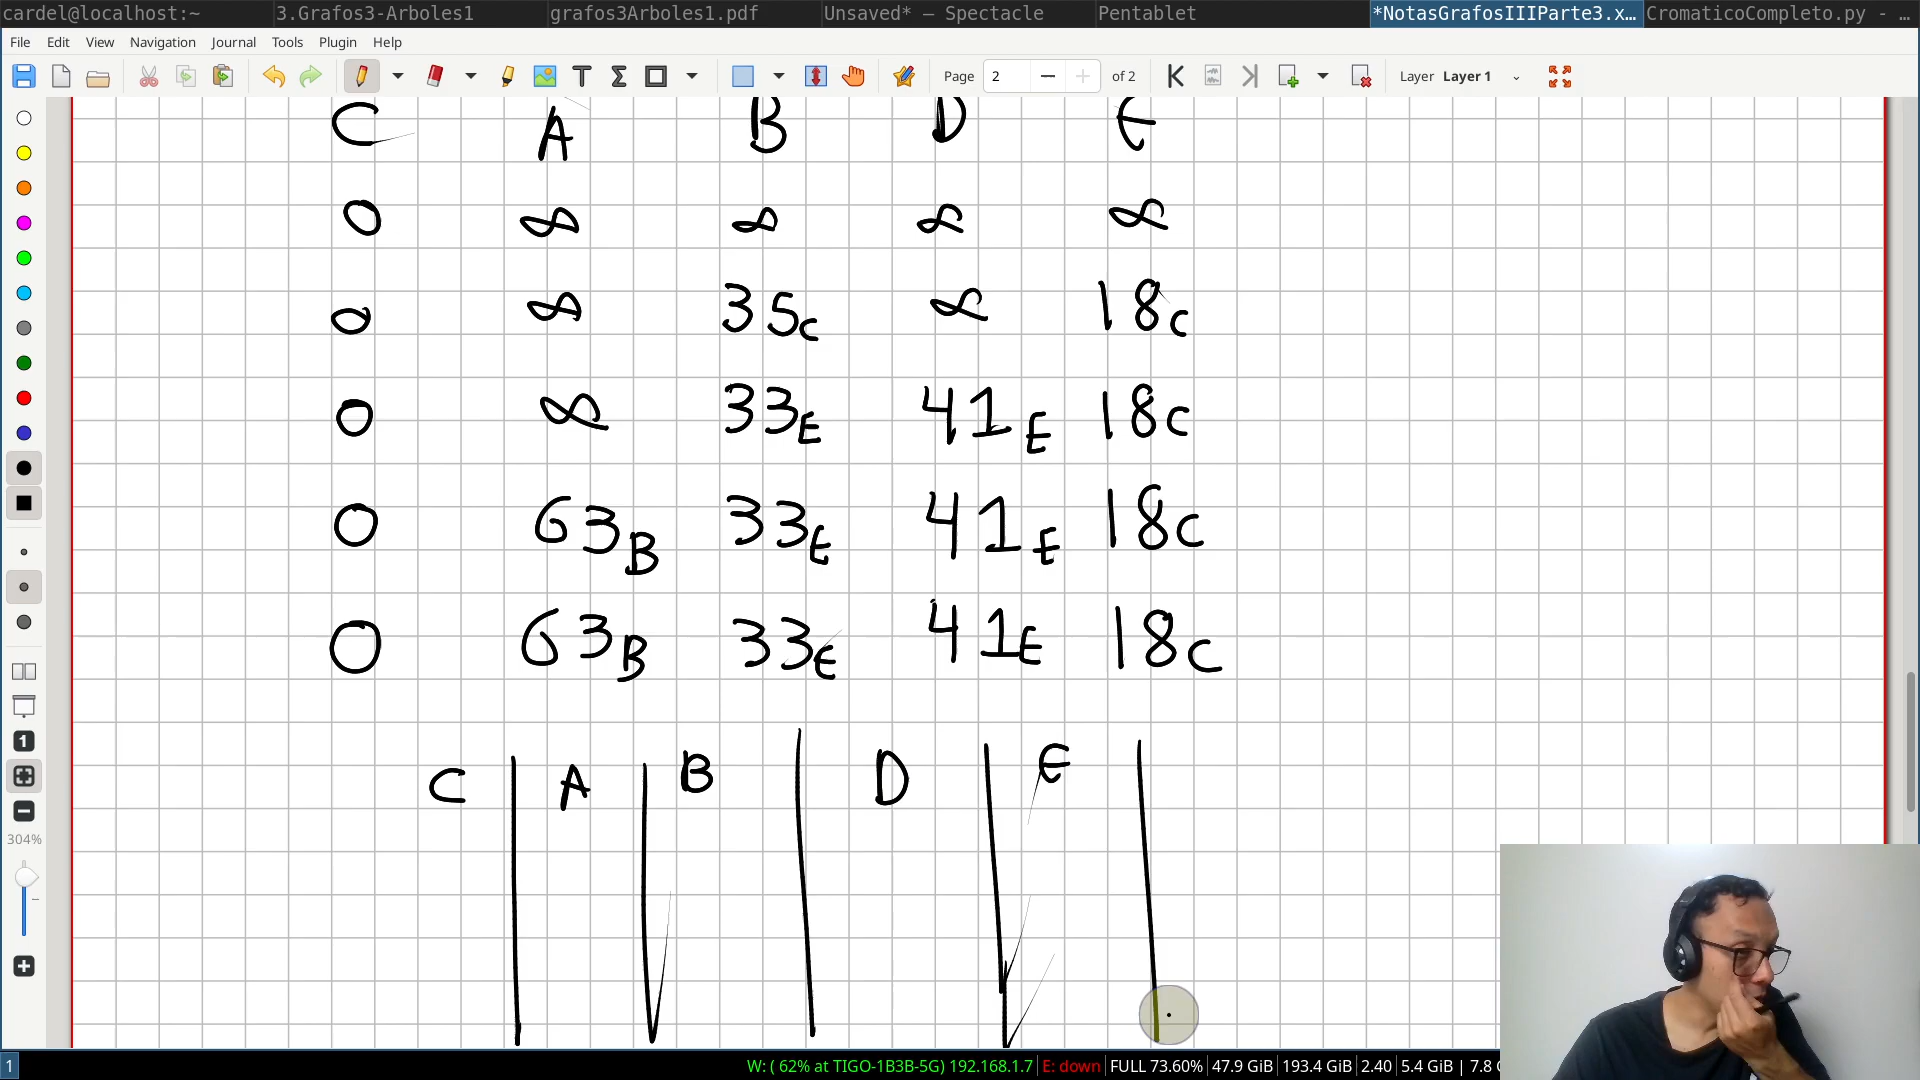 cardel@localhost:~ 3.Grafos3-Arboles1 grafos3Arboles1.pdf Unsaved* — Spectacle Pentablet *NotasGrafosIIIParte3.x... CromaticoCompleto.py - ...
File Edit View Navigation Journal Tools Plugin Help
Page 2 of 2 Layer Layer 1
C A B D E
0 ∞ ∞ ∞ ∞
0 ∞ 35C ∞ 18C
0 ∞ 33E 41E 18C
0 63B 33E 41E 18C
0 63B 33E 41E 18C
C A B D E
1
304%
1 W: ( 62% at TIGO-1B3B-5G) 192.168.1.7 E: down FULL 73.60% 47.9 GiB 193.4 GiB 2.40 5.4 GiB | 7.8 G